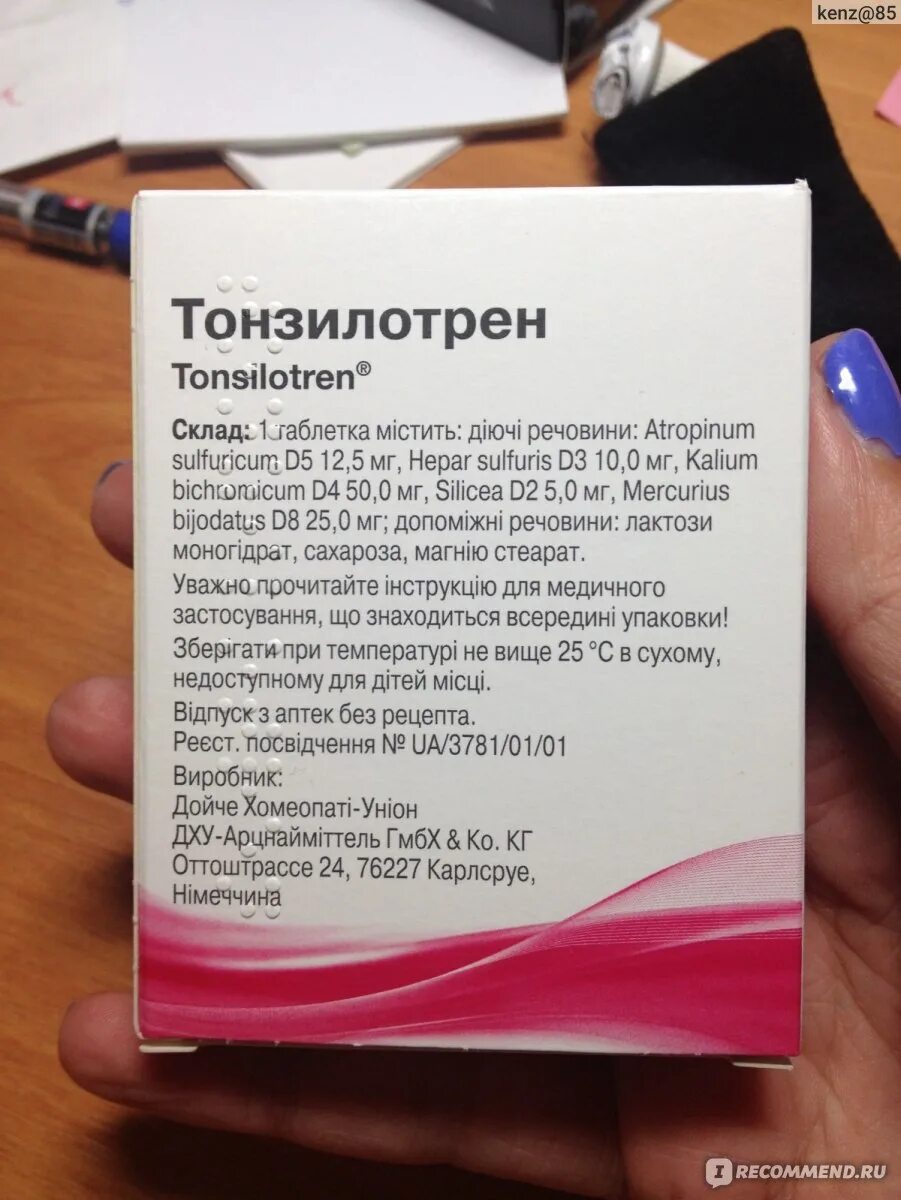 kenz@85
Тонзилотрен
Tonsilotren®
Склад: 1 таблетка містить: діючі речовини: Atropinum
sulfuricum D5 12,5 мг, Hepar sulfuris D3 10,0 мг, Kalium
bichromicum D4 50,0 мг, Silicea D2 5,0 мг, Mercurius
bijodatus D8 25,0 мг; допоміжні речовини: лактози
моногідрат, сахароза, магнію стеарат.
Уважно прочитайте інструкцію для медичного
застосування, що знаходиться всередині упаковки!
Зберігати при температурі не вище 25 °С в сухому,
недоступному для дітей місці.
Відпуск з аптек без рецепта.
Реєст. посвідчення № UA/3781/01/01
Виробник:
Дойче Хомеопаті-Уніон
ДХУ-Арцнайміттель ГмбХ & Ко. КГ
Оттоштрассе 24, 76227 Карлсруе,
Німеччина
IRECOMMEND.RU